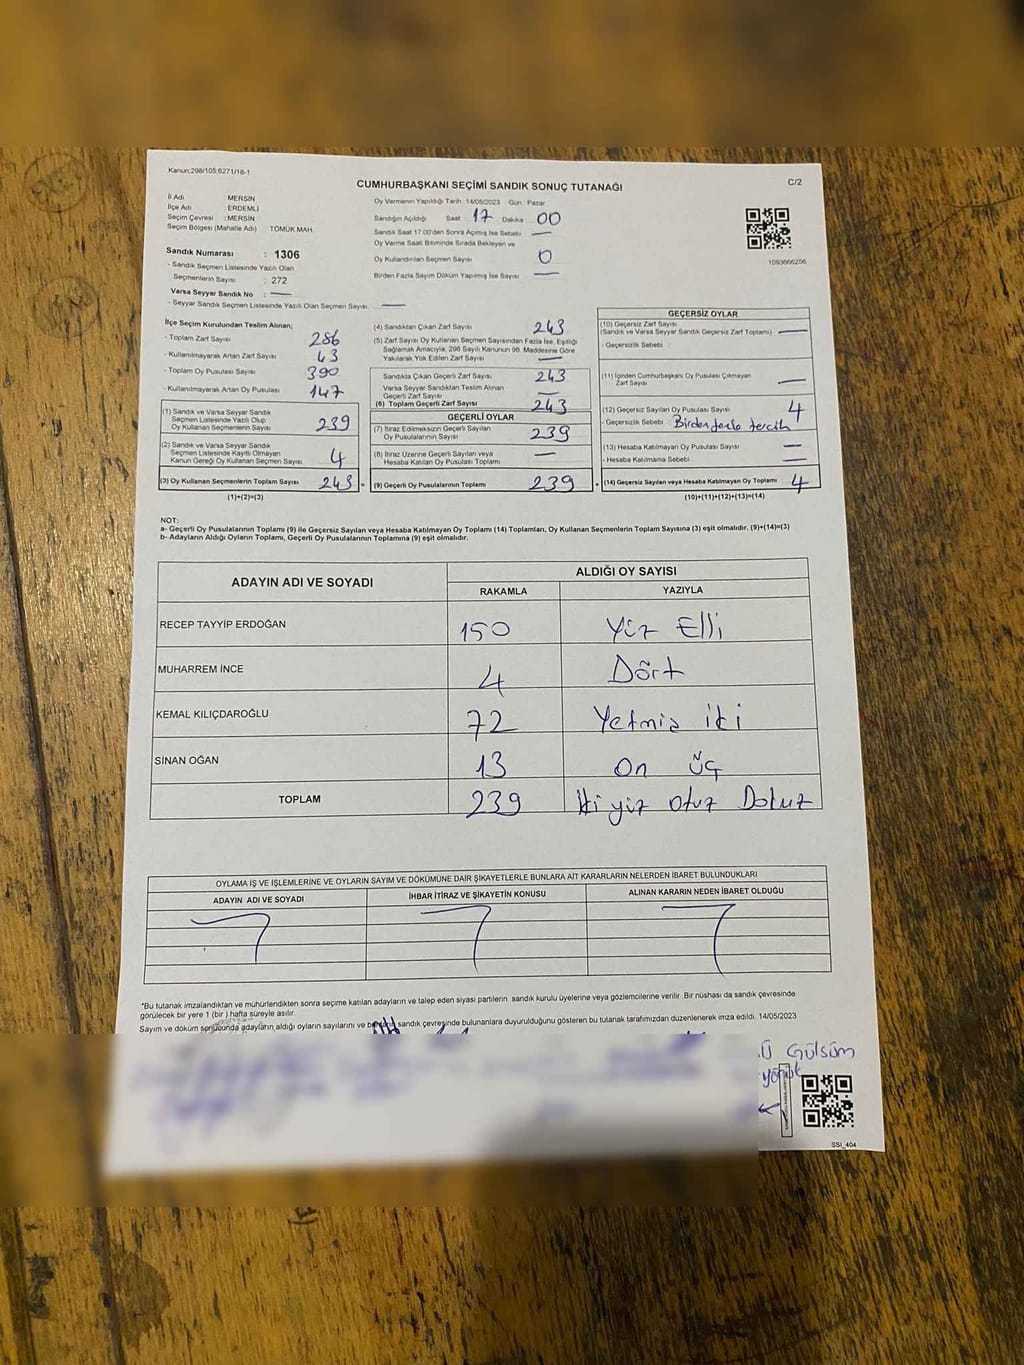 Kanun;298/105;6271/18-1
CUMHURBAŞKANI SEÇİMİ SANDIK SONUÇ TUTANAĞI
C/2
İl Adı : MERSİN
İlçe Adı : ERDEMLİ
Seçim Çevresi : MERSİN
Seçim Bölgesi (Mahalle Adı) TÖMÜK MAH.
Sandık Numarası : 1306
- Sandık Seçmen Listesinde Yazılı Olan
Seçmenlerin Sayısı : 272
Varsa Seyyar Sandık No : —
- Seyyar Sandık Seçmen Listesinde Yazılı Olan Seçmen Sayısı —
Oy Vermenin Yapıldığı Tarih :14/05/2023 Gün : Pazar
Sandığın Açıldığı Saat 17 Dakika 00
Sandık Saat 17:00'den Sonra Açılmış İse Sebebi —
Oy Verme Saati Bitiminde Sırada Bekleyen ve
Oy Kullandırılan Seçmen Sayısı 0
Birden Fazla Sayım Döküm Yapılmış İse Sayısı —
1093666256
İlçe Seçim Kurulundan Teslim Alınan;
- Toplam Zarf Sayısı 286
- Kullanılmayarak Artan Zarf Sayısı 43
- Toplam Oy Pusulası Sayısı 390
- Kullanılmayarak Artan Oy Pusulası 147
(1) Sandık ve Varsa Seyyar Sandık
Seçmen Listesinde Yazılı Olup
Oy Kullanan Seçmenlerin Sayısı 239
(2) Sandık ve Varsa Seyyar Sandık
Seçmen Listesinde Kayıtlı Olmayan
Kanun Gereği Oy Kullanan Seçmen Sayısı 4
(3) Oy Kullanan Seçmenlerin Toplam Sayısı 243
(1)+(2)=(3)
(4) Sandıktan Çıkan Zarf Sayısı 243
(5) Zarf Sayısı Oy Kullanan Seçmen Sayısından Fazla İse, Eşitliği
Sağlamak Amacıyla, 298 Sayılı Kanunun 98. Maddesine Göre
Yakılarak Yok Edilen Zarf Sayısı —
Sandıkta Çıkan Geçerli Zarf Sayısı 243
Varsa Seyyar Sandıktan Teslim Alınan
Geçerli Zarf Sayısı —
(6) Toplam Geçerli Zarf Sayısı 243
GEÇERLİ OYLAR
(7) İtiraz Edilmeksizin Geçerli Sayılan
Oy Pusulalarının Sayısı 239
(8) İtiraz Üzerine Geçerli Sayılan veya
Hesaba Katılan Oy Pusulası Toplamı —
(9) Geçerli Oy Pusulalarının Toplamı 239
GEÇERSİZ OYLAR
(10) Geçersiz Zarf Sayısı
(Sandık ve Varsa Seyyar Sandık Geçersiz Zarf Toplamı) —
- Geçersizlik Sebebi :
(11) İçinden Cumhurbaşkanı Oy Pusulası Çıkmayan
Zarf Sayısı —
(12) Geçersiz Sayılan Oy Pusulası Sayısı 4
- Geçersizlik Sebebi : Birden fazla tercih
(13) Hesaba Katılmayan Oy Pusulası Sayısı —
- Hesaba Katılmama Sebebi —
(14) Geçersiz Sayılan veya Hesaba Katılmayan Oy Toplamı 4
(10)+(11)+(12)+(13)=(14)
NOT:
a- Geçerli Oy Pusulalarının Toplamı (9) ile Geçersiz Sayılan veya Hesaba Katılmayan Oy Toplamı (14) Toplamları, Oy Kullanan Seçmenlerin Toplam Sayısına (3) eşit olmalıdır. (9)+(14)=(3)
b- Adayların Aldığı Oyların Toplamı, Geçerli Oy Pusulalarının Toplamına (9) eşit olmalıdır.
ADAYIN ADI VE SOYADI
ALDIĞI OY SAYISI
RAKAMLA YAZIYLA
RECEP TAYYİP ERDOĞAN 150 Yüz Elli
MUHARREM İNCE 4 Dört
KEMAL KILIÇDAROĞLU 72 Yetmiş iki
SİNAN OĞAN 13 On üç
TOPLAM 239 iki yüz otuz Dokuz
OYLAMA İŞ VE İŞLEMLERİNE VE OYLARIN SAYIM VE DÖKÜMÜNE DAİR ŞİKAYETLERLE BUNLARA AİT KARARLARIN NELERDEN İBARET BULUNDUKLARI
ADAYIN ADI VE SOYADI İHBAR İTİRAZ VE ŞİKAYETİN KONUSU ALINAN KARARIN NEDEN İBARET OLDUĞU
*Bu tutanak imzalandıktan ve mühürlendikten sonra seçime katılan adayların ve talep eden siyasi partilerin sandık kurulu üyelerine veya gözlemcilerine verilir. Bir nüshası da sandık çevresinde
görülecek bir yere 1 (bir ) hafta süreyle asılır.
Sayım ve döküm sonucunda adayların aldığı oyların sayılarını ve bunların sandık çevresinde bulunanlara duyurulduğunu gösteren bu tutanak tarafımızdan düzenlenerek imza edildi. 14/05/2023
Gülsüm
SSI_404